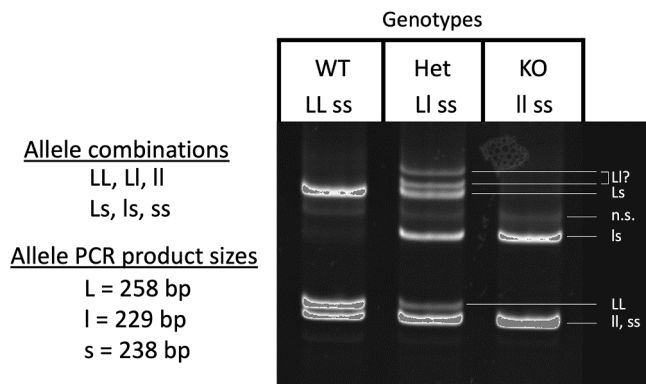 Genotypes
WT
LL ss
Het
Ll ss
KO
ll ss
Allele combinations
LL, Ll, ll
Ls, ls, ss
Allele PCR product sizes
L = 258 bp
l = 229 bp
s = 238 bp
Ll?
Ls
n.s.
ls
LL
ll, ss